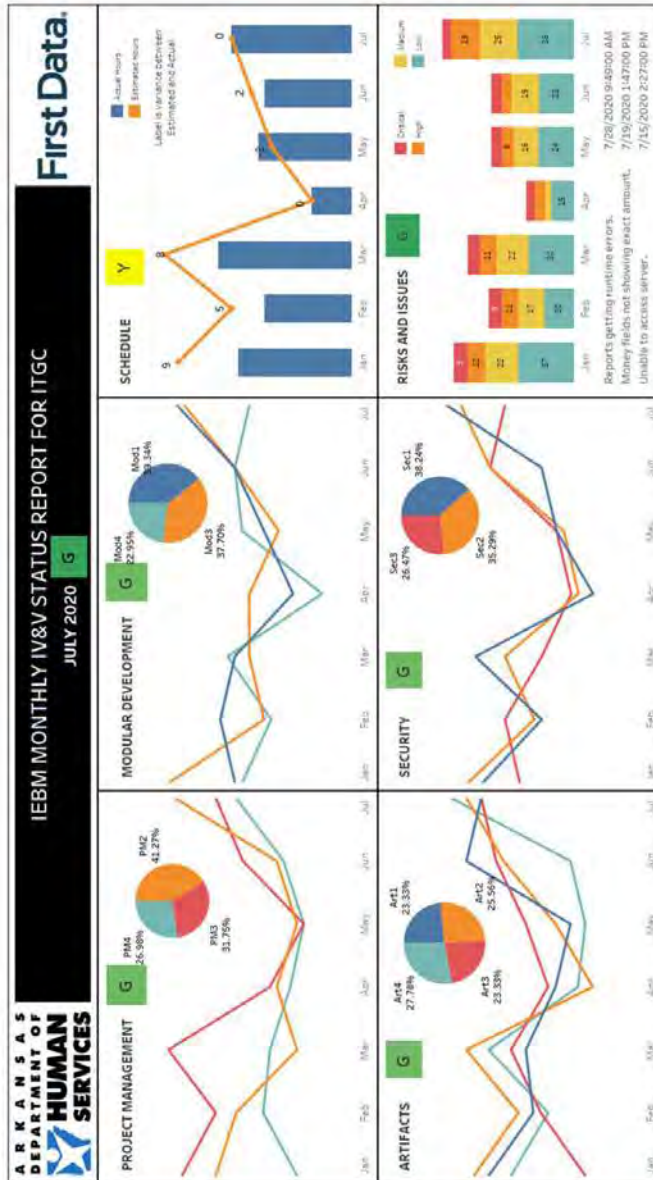 ARKANSAS
DEPARTMENT OF
HUMAN
SERVICES
IEBM MONTHLY IV&V STATUS REPORT FOR ITGC
JULY 2020 G
First Data.
PROJECT MANAGEMENT
G
PM4
26.98%
PM2
41.27%
PM3
31.75%
Jan Feb Mar Apr May Jun Jul
MODULAR DEVELOPMENT
G
Mod4
22.95%
Mod1
39.34%
Mod3
37.70%
Jan Feb Mar Apr May Jun Jul
SCHEDULE
Y
Actual Hours
Estimated Hours
Label is variance between
Estimated and Actual
9 5 8 0 2 2 0
Jan Feb Mar Apr May Jun Jul
ARTIFACTS
G
Art4
27.78%
Art1
23.33%
Art2
25.56%
Art3
23.33%
Jan Feb Mar Apr May Jun Jul
SECURITY
G
Sec3
26.47%
Sec1
38.24%
Sec2
35.29%
Jan Feb Mar Apr May Jun Jul
RISKS AND ISSUES
G
Critical Medium
High Low
Jan Feb Mar Apr May Jun Jul
Reports getting runtime errors. 7/28/2020 9:49:00 AM
Money fields not showing exact amount. 7/19/2020 1:47:00 PM
Unable to access server. 7/15/2020 2:27:00 PM